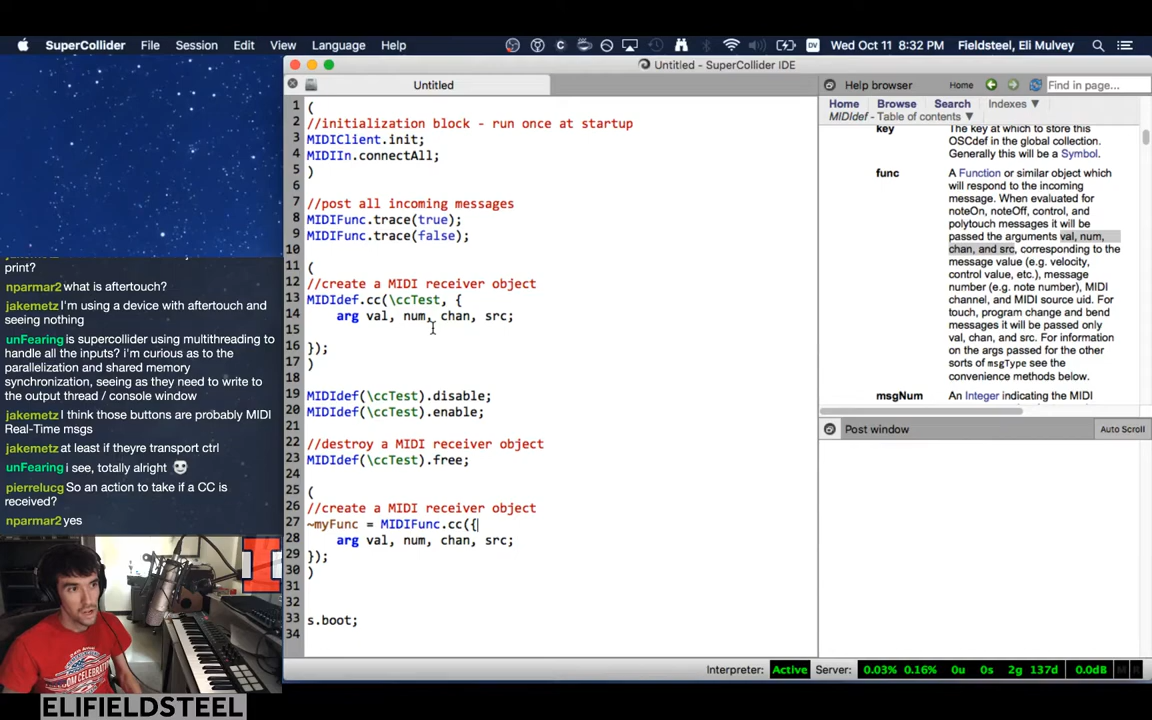 SuperCollider File Session Edit View Language Help
DV Wed Oct 11 8:32 PM Fieldsteel, Eli Mulvey
Untitled - SuperCollider IDE
Untitled
1 (
2 //initialization block - run once at startup
3 MIDIClient.init;
4 MIDIIn.connectAll;
5 )
6
7 //post all incoming messages
8 MIDIFunc.trace(true);
9 MIDIFunc.trace(false);
10
11 (
12 //create a MIDI receiver object
13 MIDIdef.cc(\ccTest, {
14 arg val, num, chan, src;
15
16 });
17 )
18
19 MIDIdef(\ccTest).disable;
20 MIDIdef(\ccTest).enable;
21
22 //destroy a MIDI receiver object
23 MIDIdef(\ccTest).free;
24
25 (
26 //create a MIDI receiver object
27 ~myFunc = MIDIFunc.cc({
28 arg val, num, chan, src;
29 });
30 )
31
32
33 s.boot;
34
Help browser Home Find in page...
Home Browse Search Indexes ▼
MIDIdef - Table of contents ▼
key The key at which to store this
OSCdef in the global collection.
Generally this will be a Symbol.
func A Function or similar object which
will respond to the incoming
message. When evaluated for
noteOn, noteOff, control, and
polytouch messages it will be
passed the arguments val, num,
chan, and src, corresponding to the
message value (e.g. velocity,
control value, etc.), message
number (e.g. note number), MIDI
channel, and MIDI source uid. For
touch, program change and bend
messages it will be passed only
val, chan, and src. For information
on the args passed for the other
sorts of msgType see the
convenience methods below.
msgNum An Integer indicating the MIDI
Post window Auto Scroll
print?
nparmar2 what is aftertouch?
jakemetz I'm using a device with aftertouch and
seeing nothing
unFearing is supercollider using multithreading to
handle all the inputs? i'm curious as to the
parallelization and shared memory
synchronization, seeing as they need to write to
the output thread / console window
jakemetz I think those buttons are probably MIDI
Real-Time msgs
jakemetz at least if theyre transport ctrl
unFearing i see, totally alright
pierrelucg So an action to take if a CC is
received?
nparmar2 yes
Interpreter: Active Server: 0.03% 0.16% 0u 0s 2g 137d 0.0dB M R
ELIFIELDSTEEL